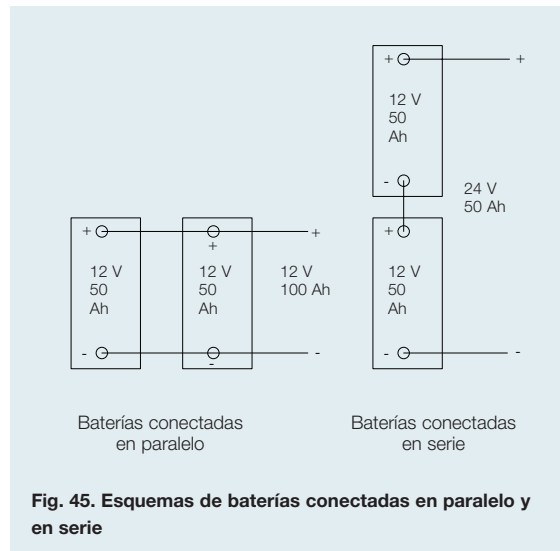 + +
12 V
50
Ah
-
24 V
50 Ah
+
12 V
50
Ah
- -
+ + +
12 V
50
Ah
12 V
50
Ah
12 V
100 Ah
- - -
Baterías conectadas
en paralelo
Baterías conectadas
en serie
Fig. 45. Esquemas de baterías conectadas en paralelo y
en serie